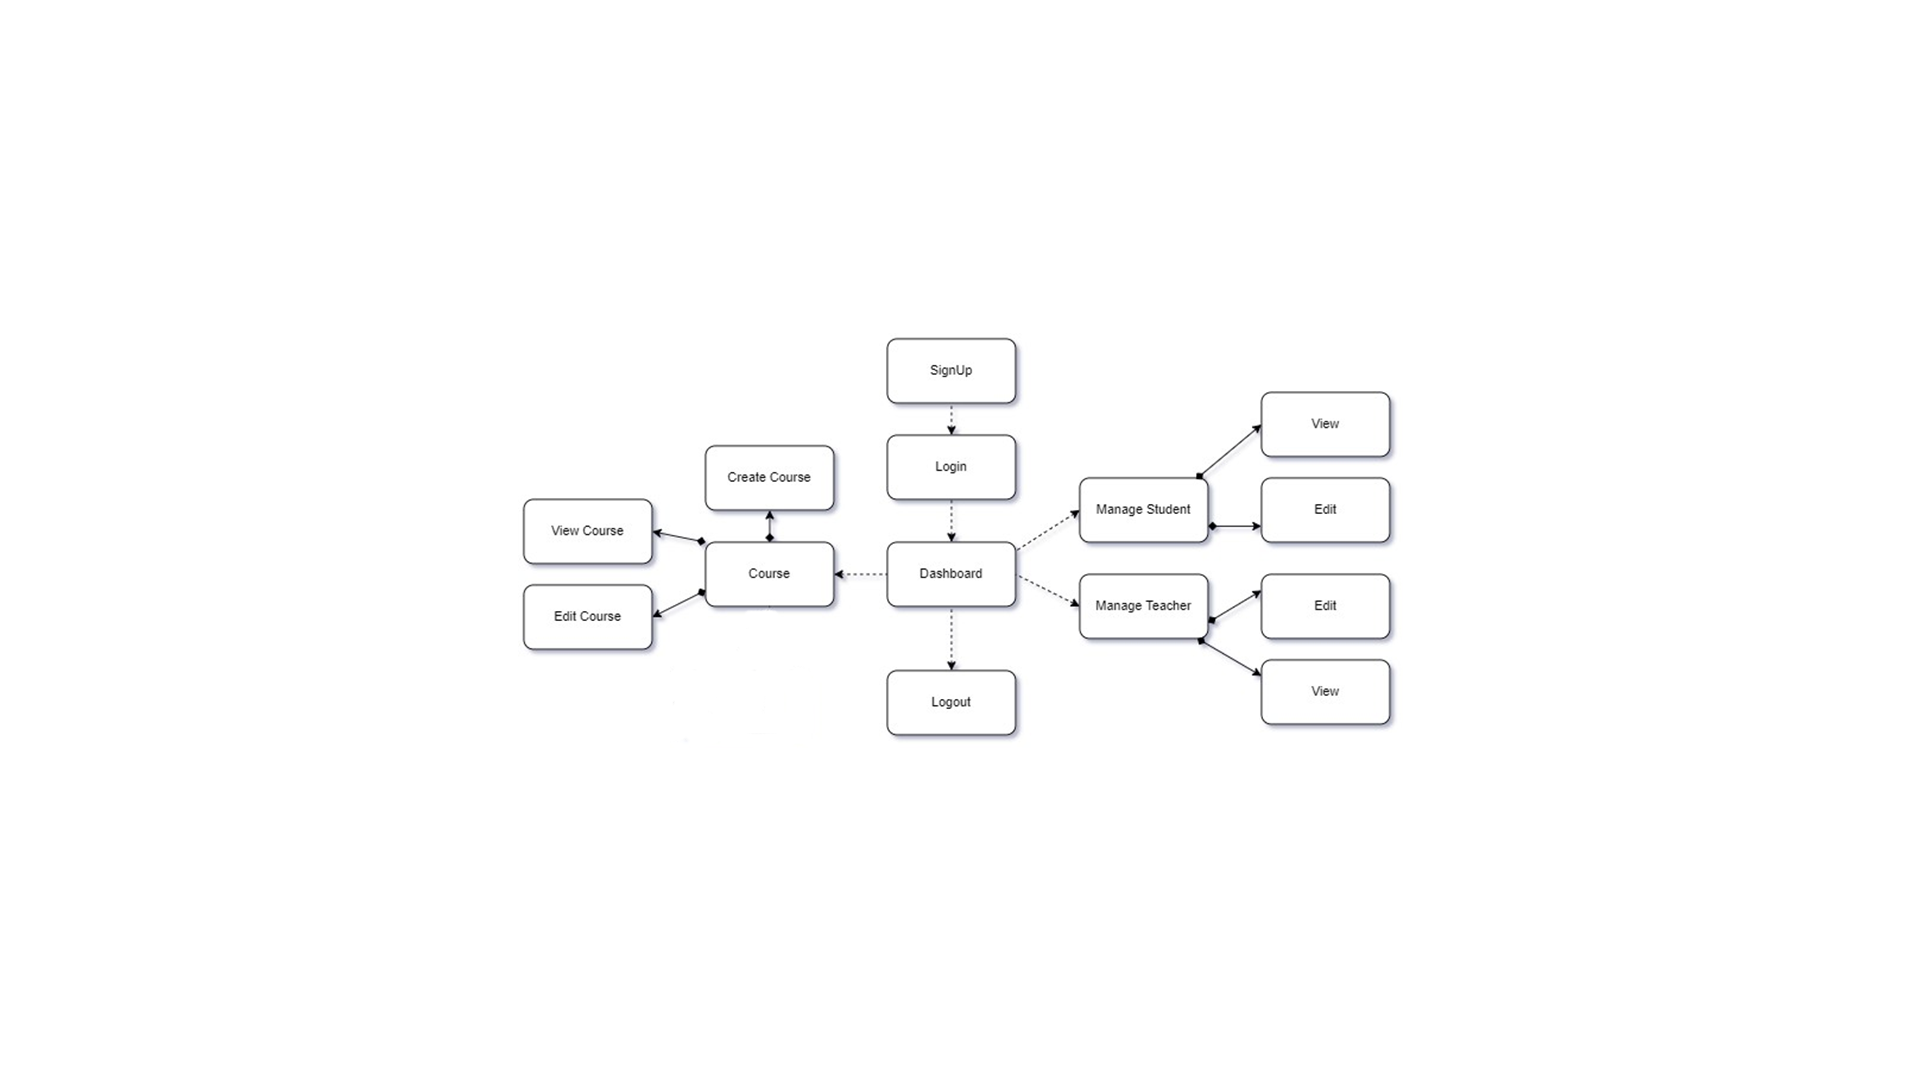 SignUp
View
Login
Create Course
Manage Student
Edit
View Course
Course
Dashboard
Manage Teacher
Edit
Edit Course
View
Logout